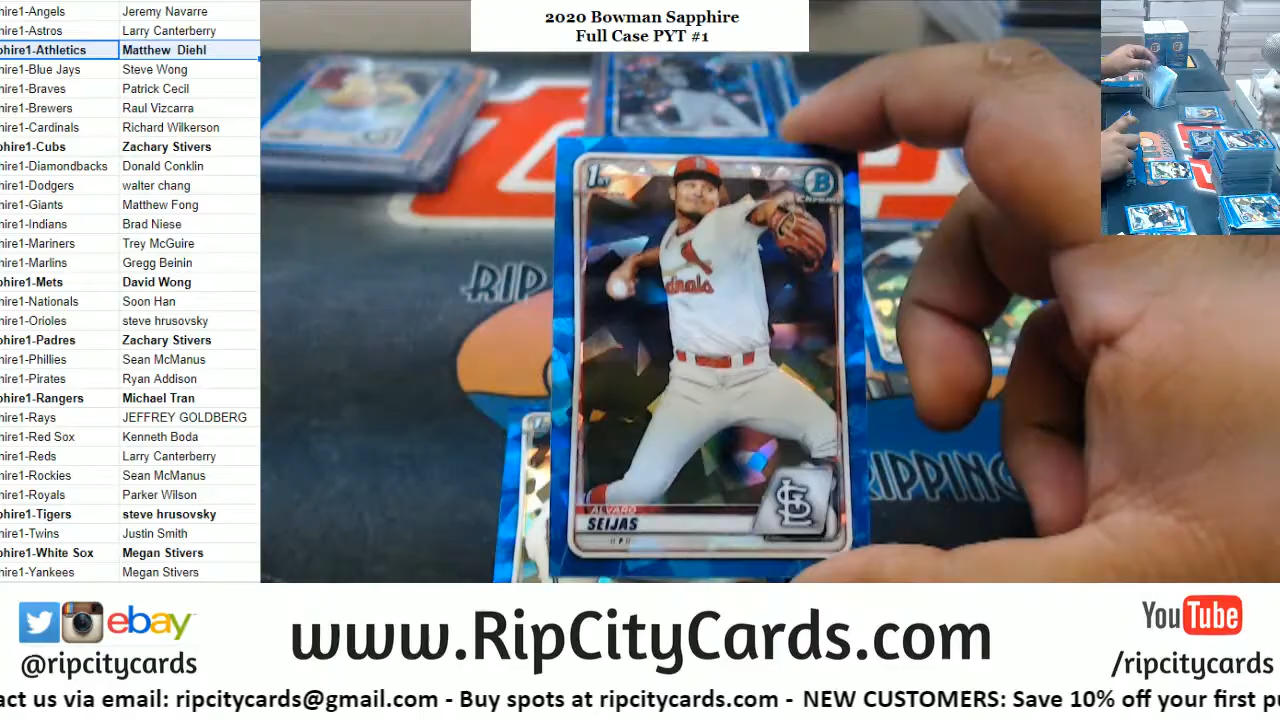 2020 Bowman Sapphire
Full Case PYT #1
hire1-Angels Jeremy Navarre
hire1-Astros Larry Canterberry
phire1-Athletics Matthew Diehl
hire1-Blue Jays Steve Wong
hire1-Braves Patrick Cecil
hire1-Brewers Raul Vizcarra
hire1-Cardinals Richard Wilkerson
phire1-Cubs Zachary Stivers
hire1-Diamondbacks Donald Conklin
hire1-Dodgers walter chang
hire1-Giants Matthew Fong
hire1-Indians Brad Niese
hire1-Mariners Trey McGuire
hire1-Marlins Gregg Beinin
phire1-Mets David Wong
hire1-Nationals Soon Han
hire1-Orioles steve hrusovsky
phire1-Padres Zachary Stivers
hire1-Phillies Sean McManus
hire1-Pirates Ryan Addison
phire1-Rangers Michael Tran
hire1-Rays JEFFREY GOLDBERG
hire1-Red Sox Kenneth Boda
hire1-Reds Larry Canterberry
hire1-Rockies Sean McManus
hire1-Royals Parker Wilson
phire1-Tigers steve hrusovsky
hire1-Twins Justin Smith
phire1-White Sox Megan Stivers
hire1-Yankees Megan Stivers
1st
B
Chrome
dinals
ALVARO
SEIJAS
P
STL
RIP
RIPPING
ebay
@ripcitycards
www.RipCityCards.com
YouTube
/ripcitycards
act us via email: ripcitycards@gmail.com - Buy spots at ripcitycards.com - NEW CUSTOMERS: Save 10% off your first pu